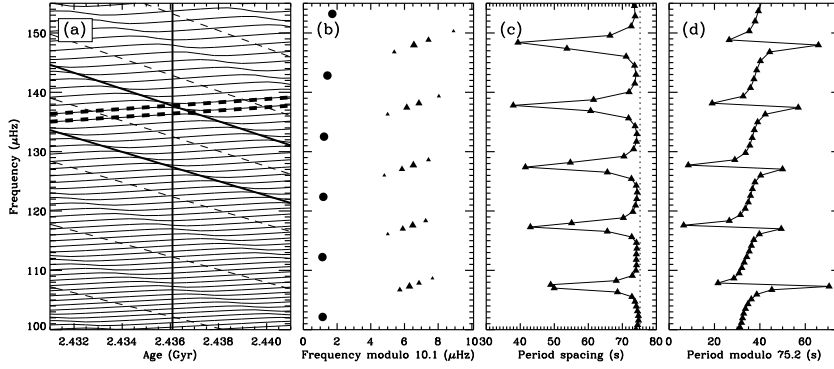 (a)
(b)
(c)
(d)
Frequency (μHz)
150
140
130
120
110
100
2.432 2.434 2.436 2.438 2.440
Age (Gyr)
0 2 4 6 8 10
Frequency modulo 10.1 (μHz)
30 40 50 60 70 80
Period spacing (s)
0 20 40 60
Period modulo 75.2 (s)